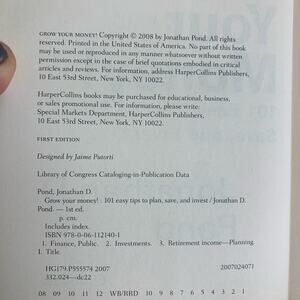 GROW YOUR MONEY! Copyright © 2008 by Jonathan Pond. All rights
reserved. Printed in the United States of America. No part of this book
may be used or reproduced in any manner whatsoever without written
permission except in the case of brief quotations embodied in critical
articles and reviews. For information, address HarperCollins Publishers,
10 East 53rd Street, New York, NY 10022.
HarperCollins books may be purchased for educational, business,
or sales promotional use. For information, please write:
Special Markets Department, HarperCollins Publishers,
10 East 53rd Street, New York, NY 10022.
FIRST EDITION
Designed by Jaime Putorti
Library of Congress Cataloging-in-Publication Data
Pond, Jonathan D.
Grow your money! : 101 easy tips to plan, save, and invest / Jonathan D.
Pond. — 1st ed.
p. cm.
Includes index.
ISBN 978-0-06-112140-1
1. Finance, Public. 2. Investments. 3. Retirement income—Planning.
I. Title.
HG179.P555574 2007
332.024—dc22 2007024071
08 09 10 11 12 WB/RRD 10 9 8 7 6 5 4 3 2 1